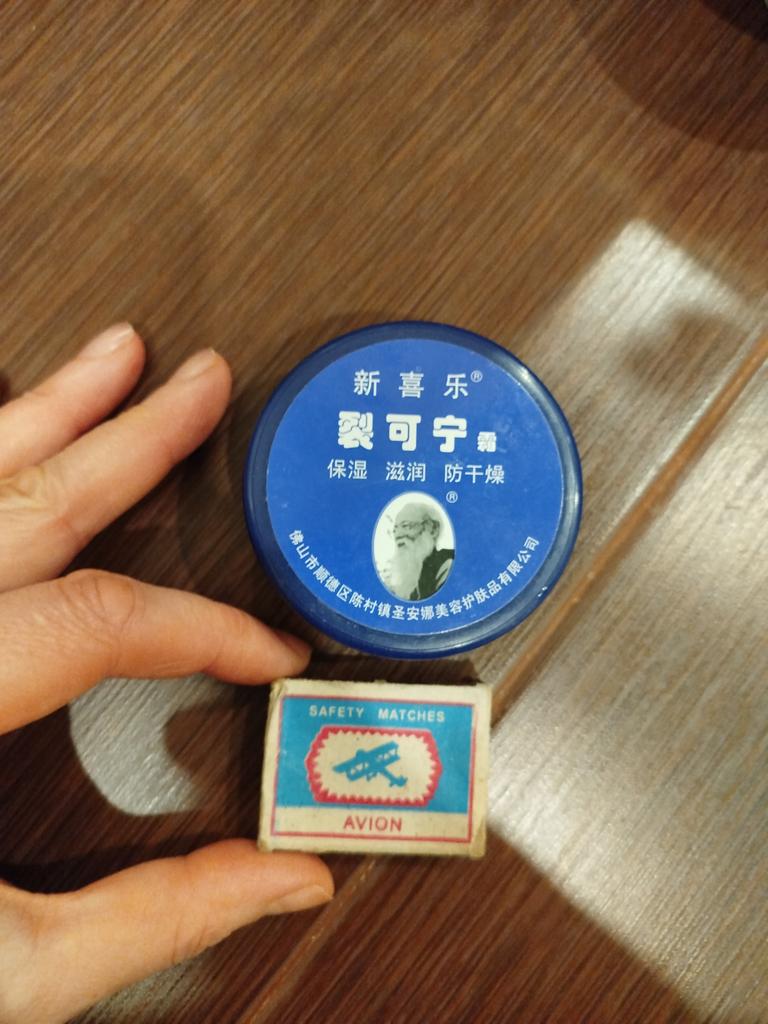 新喜乐®
裂可宁霜
保湿 滋润 防干燥
®
佛山市顺德区陈村镇圣安娜美容护肤品有限公司
SAFETY MATCHES
AVION